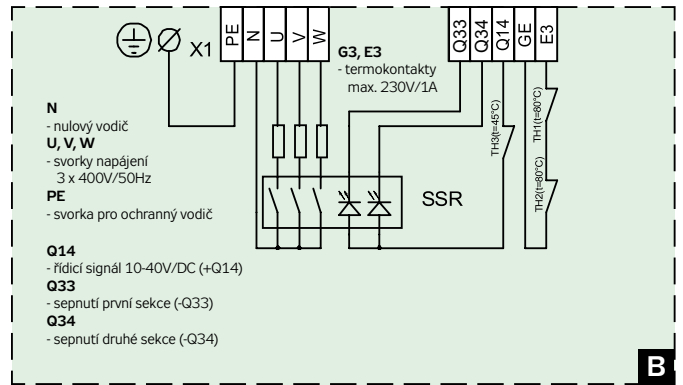 X1
PE
N
U
V
W
Q33
Q34
Q14
GE
E3
G3, E3
- termokontakty
max. 230V/1A
N
- nulový vodič
U, V, W
- svorky napájení
3 x 400V/50Hz
PE
- svorka pro ochranný vodič
Q14
- řídicí signál 10-40V/DC (+Q14)
Q33
- sepnutí první sekce (-Q33)
Q34
- sepnutí druhé sekce (-Q34)
SSR
TH3(t=45°C)
TH1(t=80°C)
TH2(t=80°C)
B